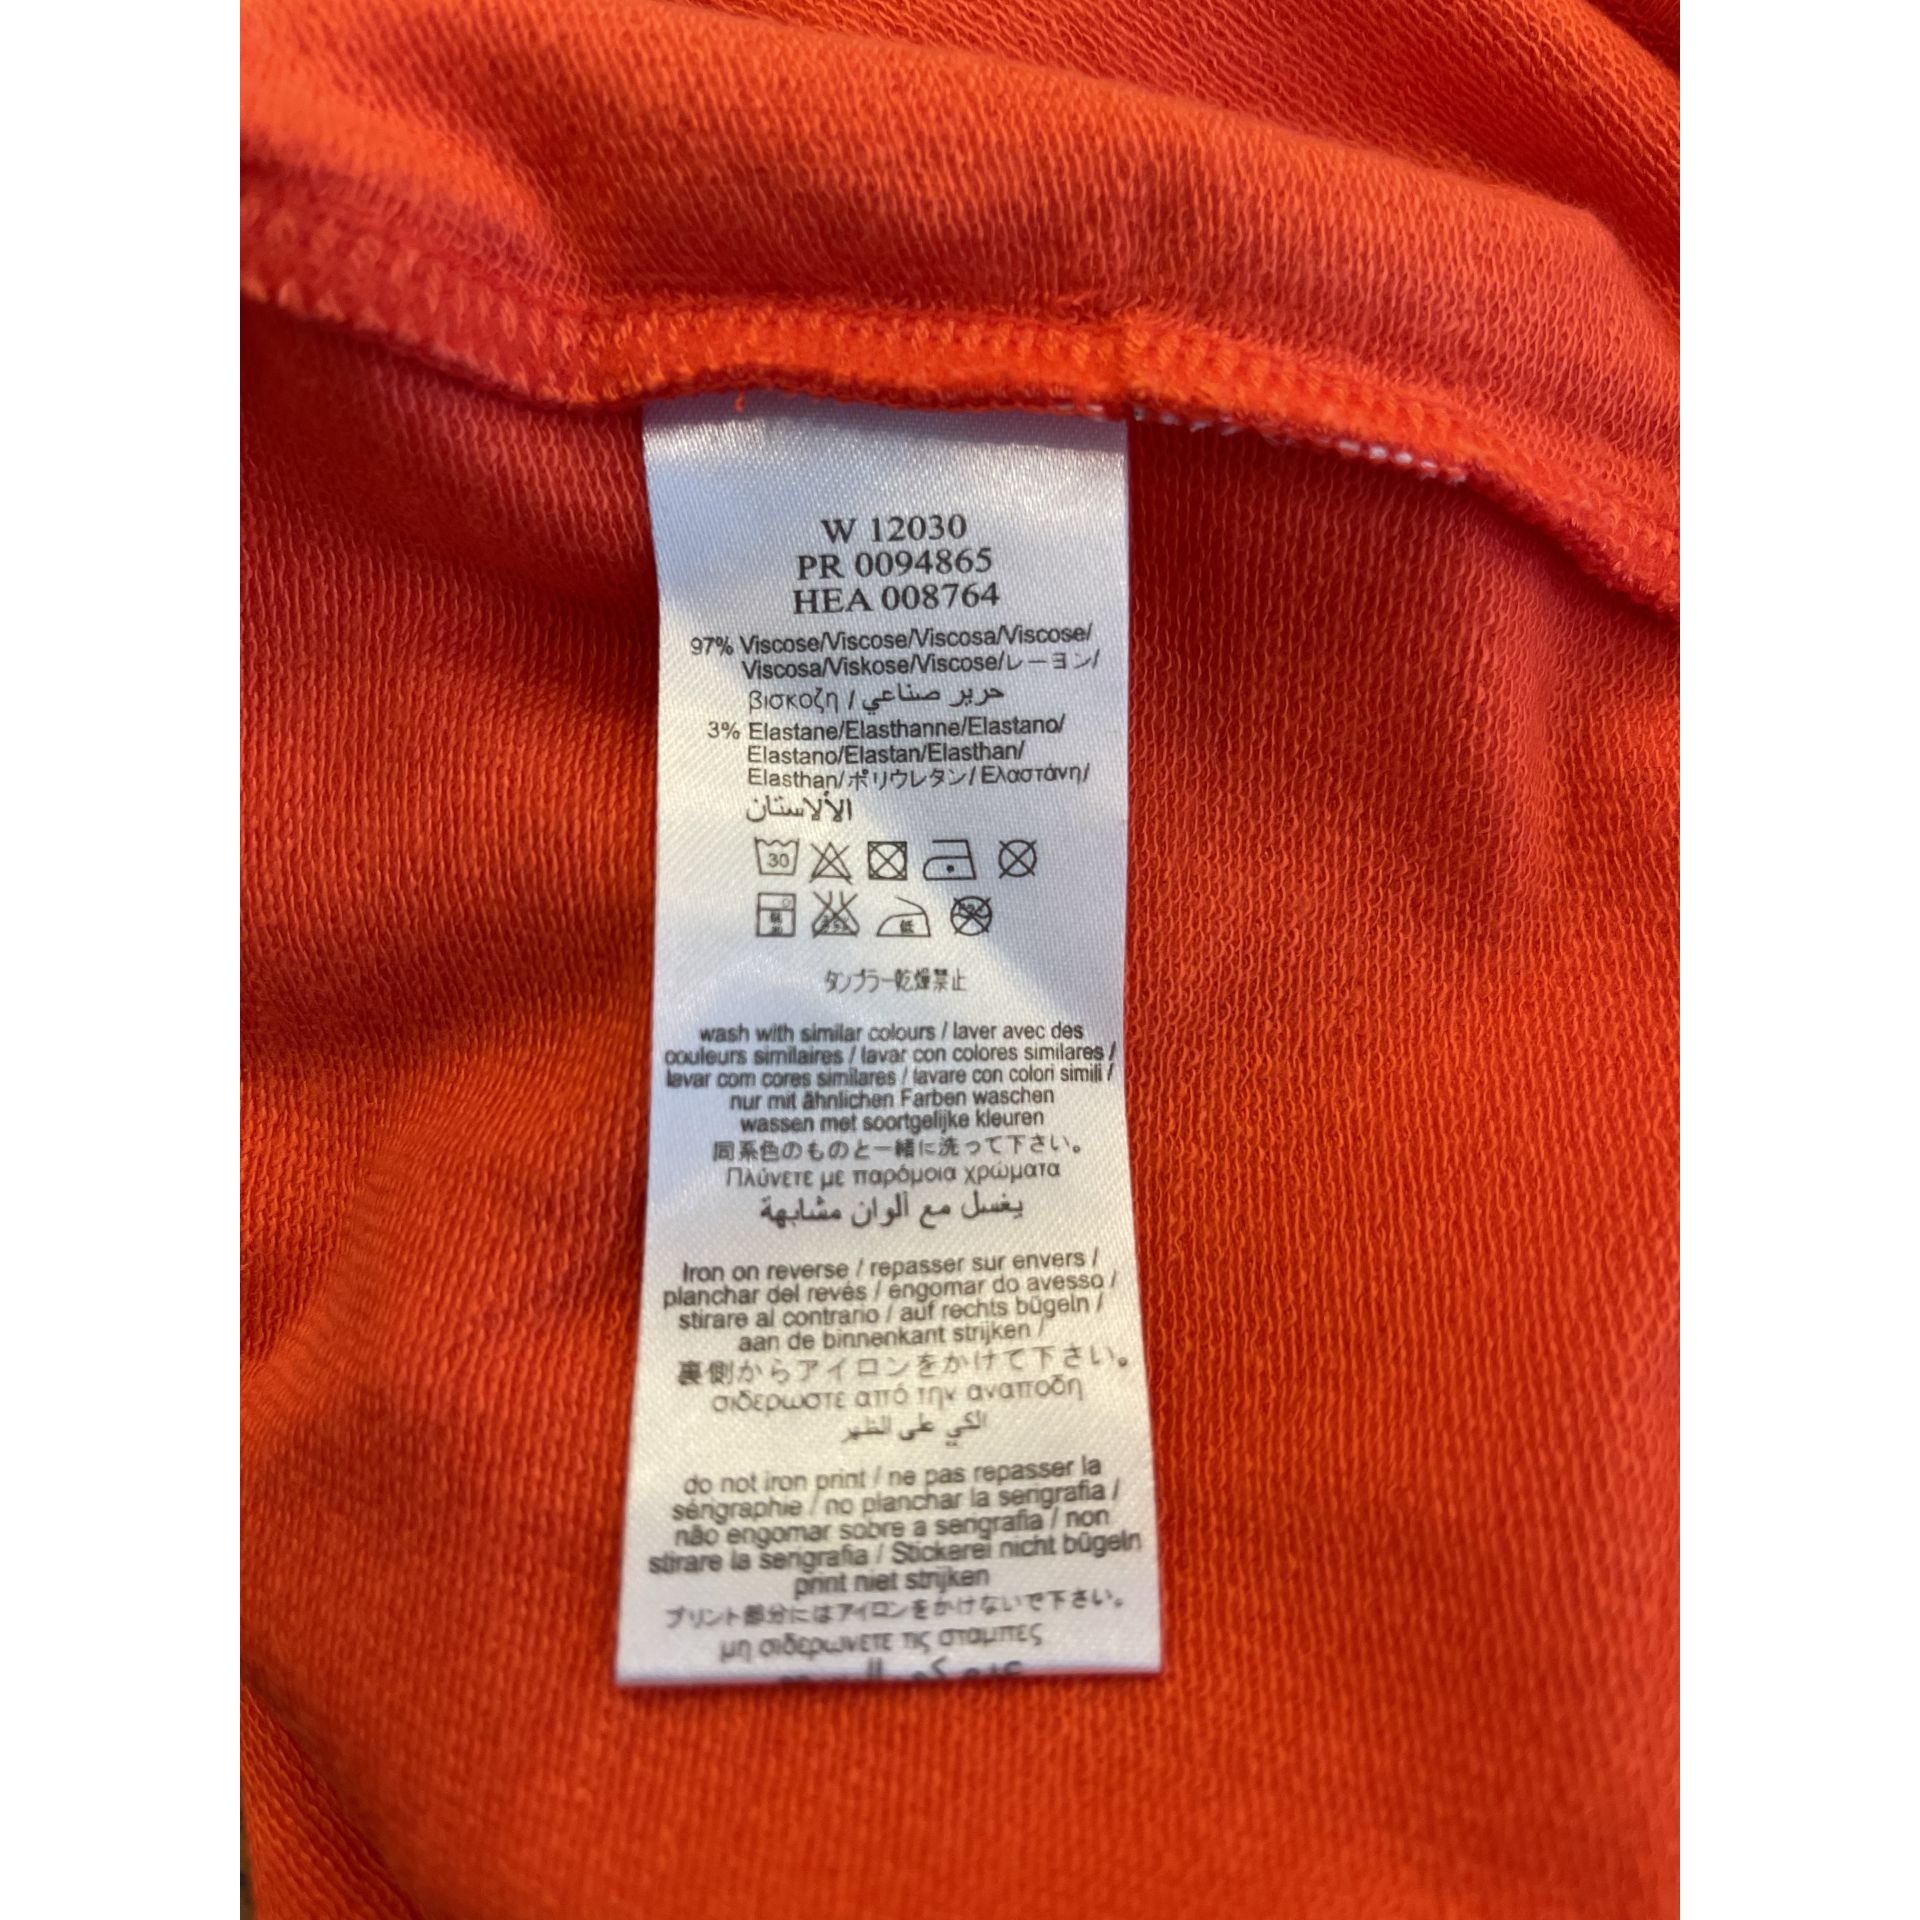 W 12030
PR 0094865
HEA 008764
97% Viscose/Viscose/Viscosa/Viscose/
Viscosa/Viskose/Viscose/レーヨン/
βισκοζη / حرير صناعي
3% Elastane/Elasthanne/Elastano/
Elastano/Elastan/Elasthan/
Elasthan/ポリウレタン/Ελαστάνη/
الألاستان
30
低
タンブラー乾燥禁止
wash with similar colours / laver avec des
couleurs similaires / lavar con colores similares /
lavar com cores similares / lavare con colori simili /
nur mit ähnlichen Farben waschen
wassen met soortgelijke kleuren
同系色のものと一緒に洗って下さい。
Πλύνετε με παρόμοια χρώματα
يغسل مع ألوان مشابهة
Iron on reverse / repasser sur envers /
planchar del revés / engomar do avesso /
stirare al contrario / auf rechts bügeln /
aan de binnenkant strijken /
裏側からアイロンをかけて下さい。
σιδερωστε από την αναποδη
الكي على الظهر
do not iron print / ne pas repasser la
sérigraphie / no planchar la serigrafia /
não engomar sobre a serigrafia / non
stirare la serigrafia / Stickerei nicht bügeln
print niet strijken
プリント部分にはアイロンをかけないで下さい。
μη σιδερωνετε τις σταμπες